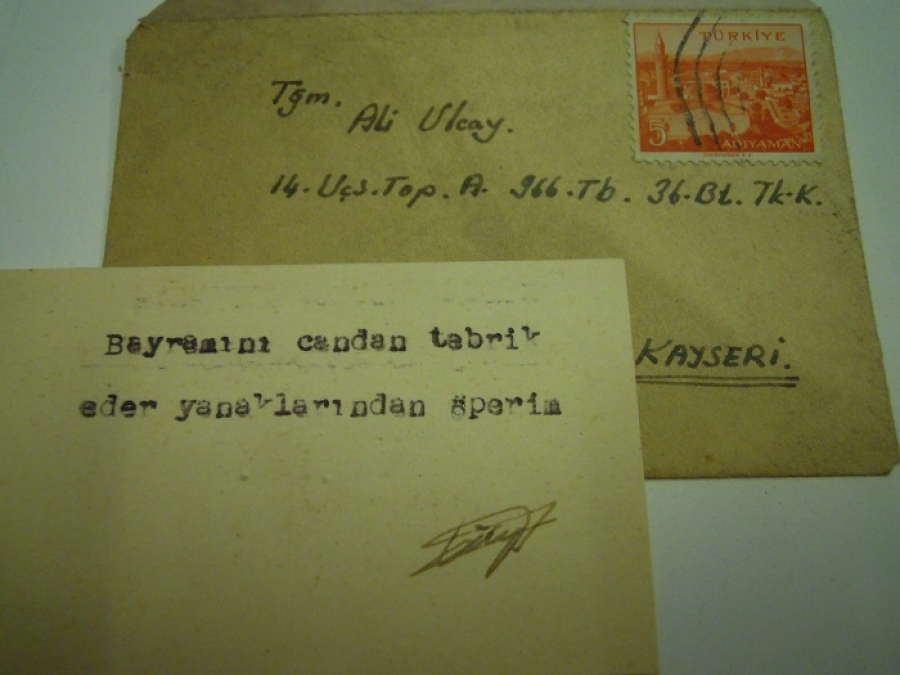 TÜRKİYE
5
ADIYAMAN
Tğm.
Ali Ulcay.
14. Uçs. Top. A. 966. Tb. 36. Bt. Tk. K.
KAYSERİ.
Bayramını candan tebrik
eder yanaklarından öperim